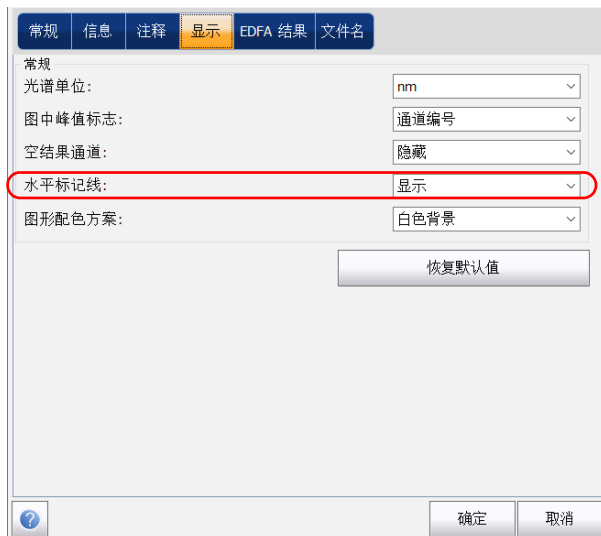 常规 信息 注释 显示 EDFA 结果 文件名
常规
光谱单位: nm
图中峰值标志: 通道编号
空结果通道: 隐藏
水平标记线: 显示
图形配色方案: 白色背景
恢复默认值
? 确定 取消